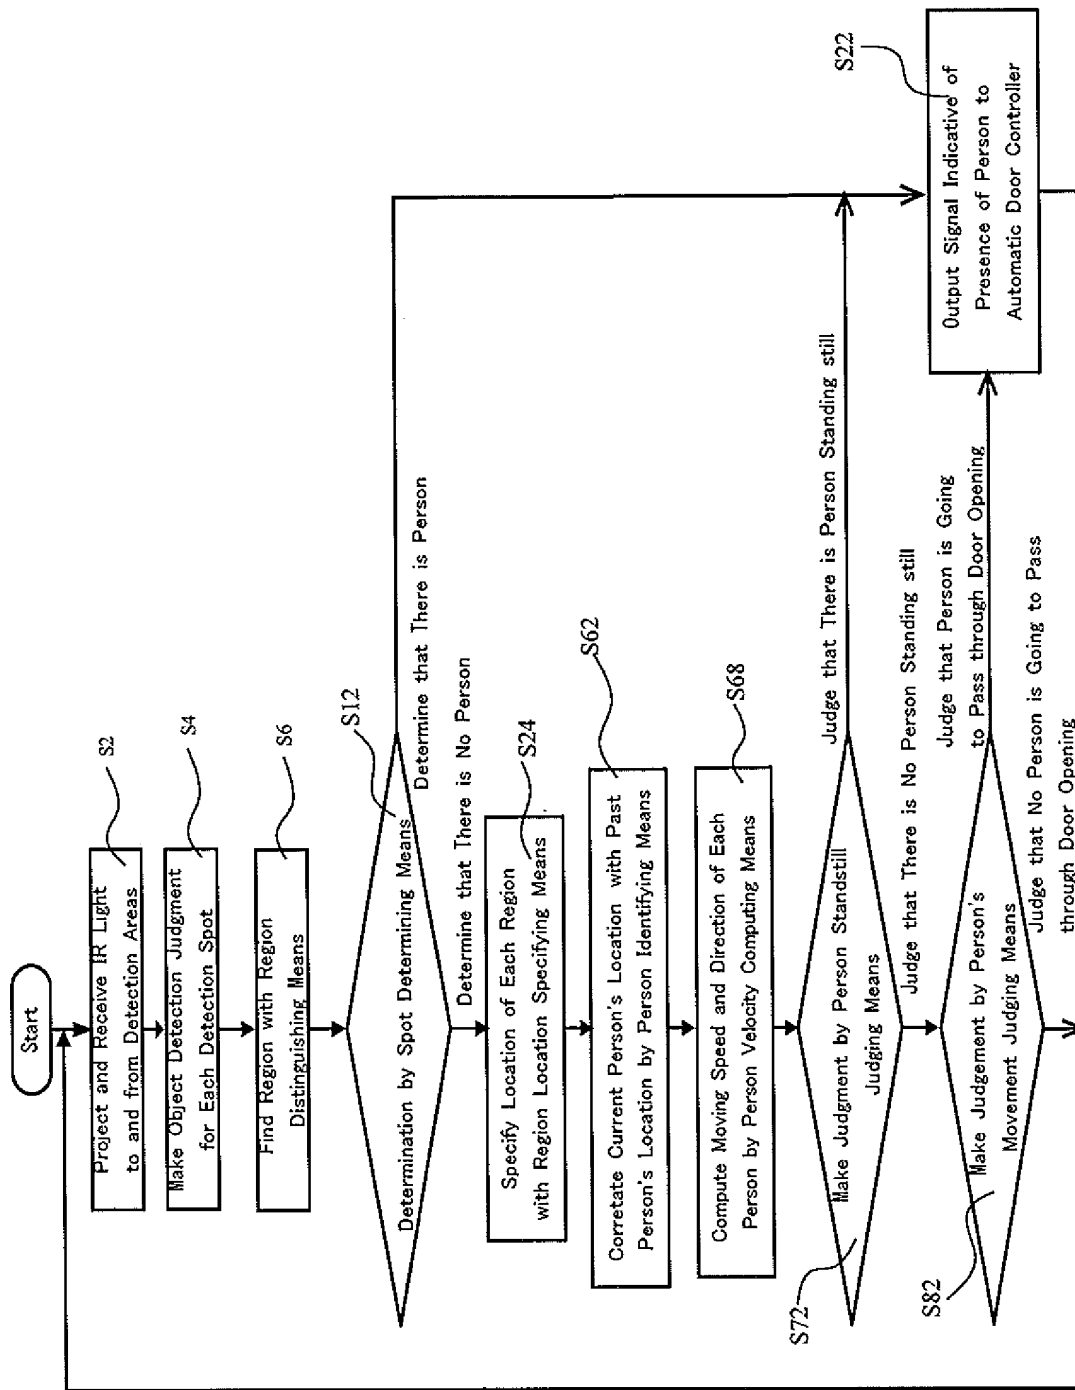 Start
Project and Receive IR Light
to and from Detection Areas
S2
Make Object Detection Judgment
for Each Detection Spot
S4
Find Region with Region
Distinguishing Means
S6
Determination by Spot Determining Means
S12
Determine that There is Person
Determine that There is No Person
Specify Location of Each Region
with Region Location Specifying Means
S24
Corretate Current Person's Location with Past
Person's Location by Person Identifying Means
S62
Compute Moving Speed and Direction of Each
Person by Person Velocity Computing Means
S68
Make Judgment by Person Standstill
Judging Means
S72
Judge that There is Person Standing still
Judge that There is No Person Standing still
Make Judgement by Person's
Movement Judging Means
S82
Judge that Person is Going
to Pass through Door Opening
Judge that No Person is Going to Pass
through Door Opening
Output Signal Indicative of
Presence of Person to
Automatic Door Controller
S22